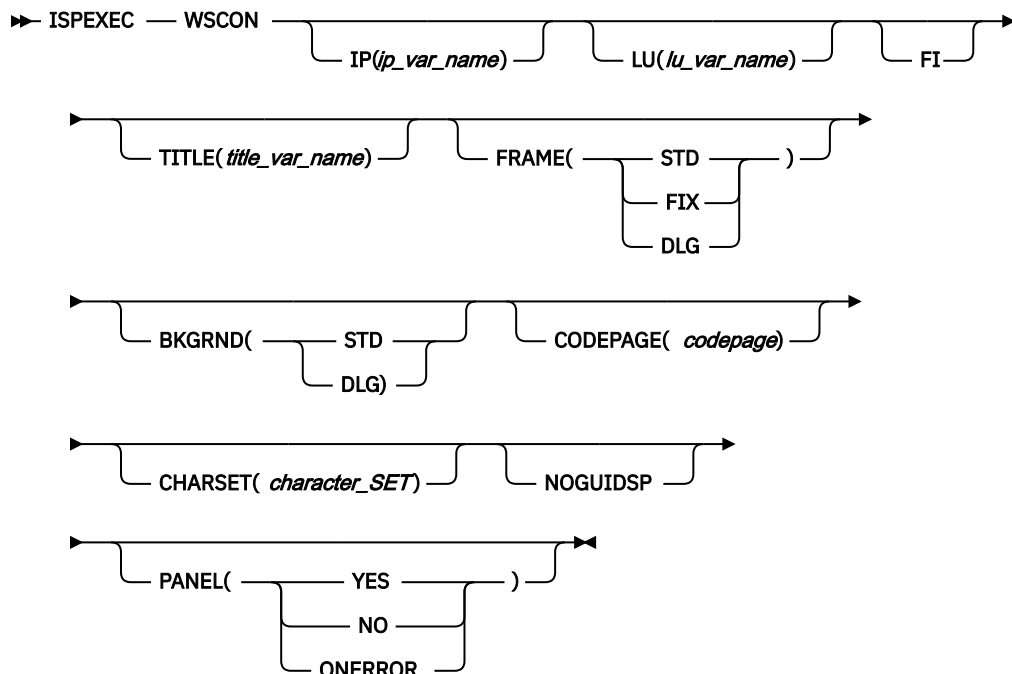 ISPEXEC WSCON IP(ip_var_name) LU(lu_var_name) FI
TITLE(title_var_name) FRAME( STD )
FIX
DLG
BKGRND( STD CODEPAGE( codepage)
DLG)
CHARSET( character_SET) NOGUIDSP
PANEL( YES )
NO
ONERROR